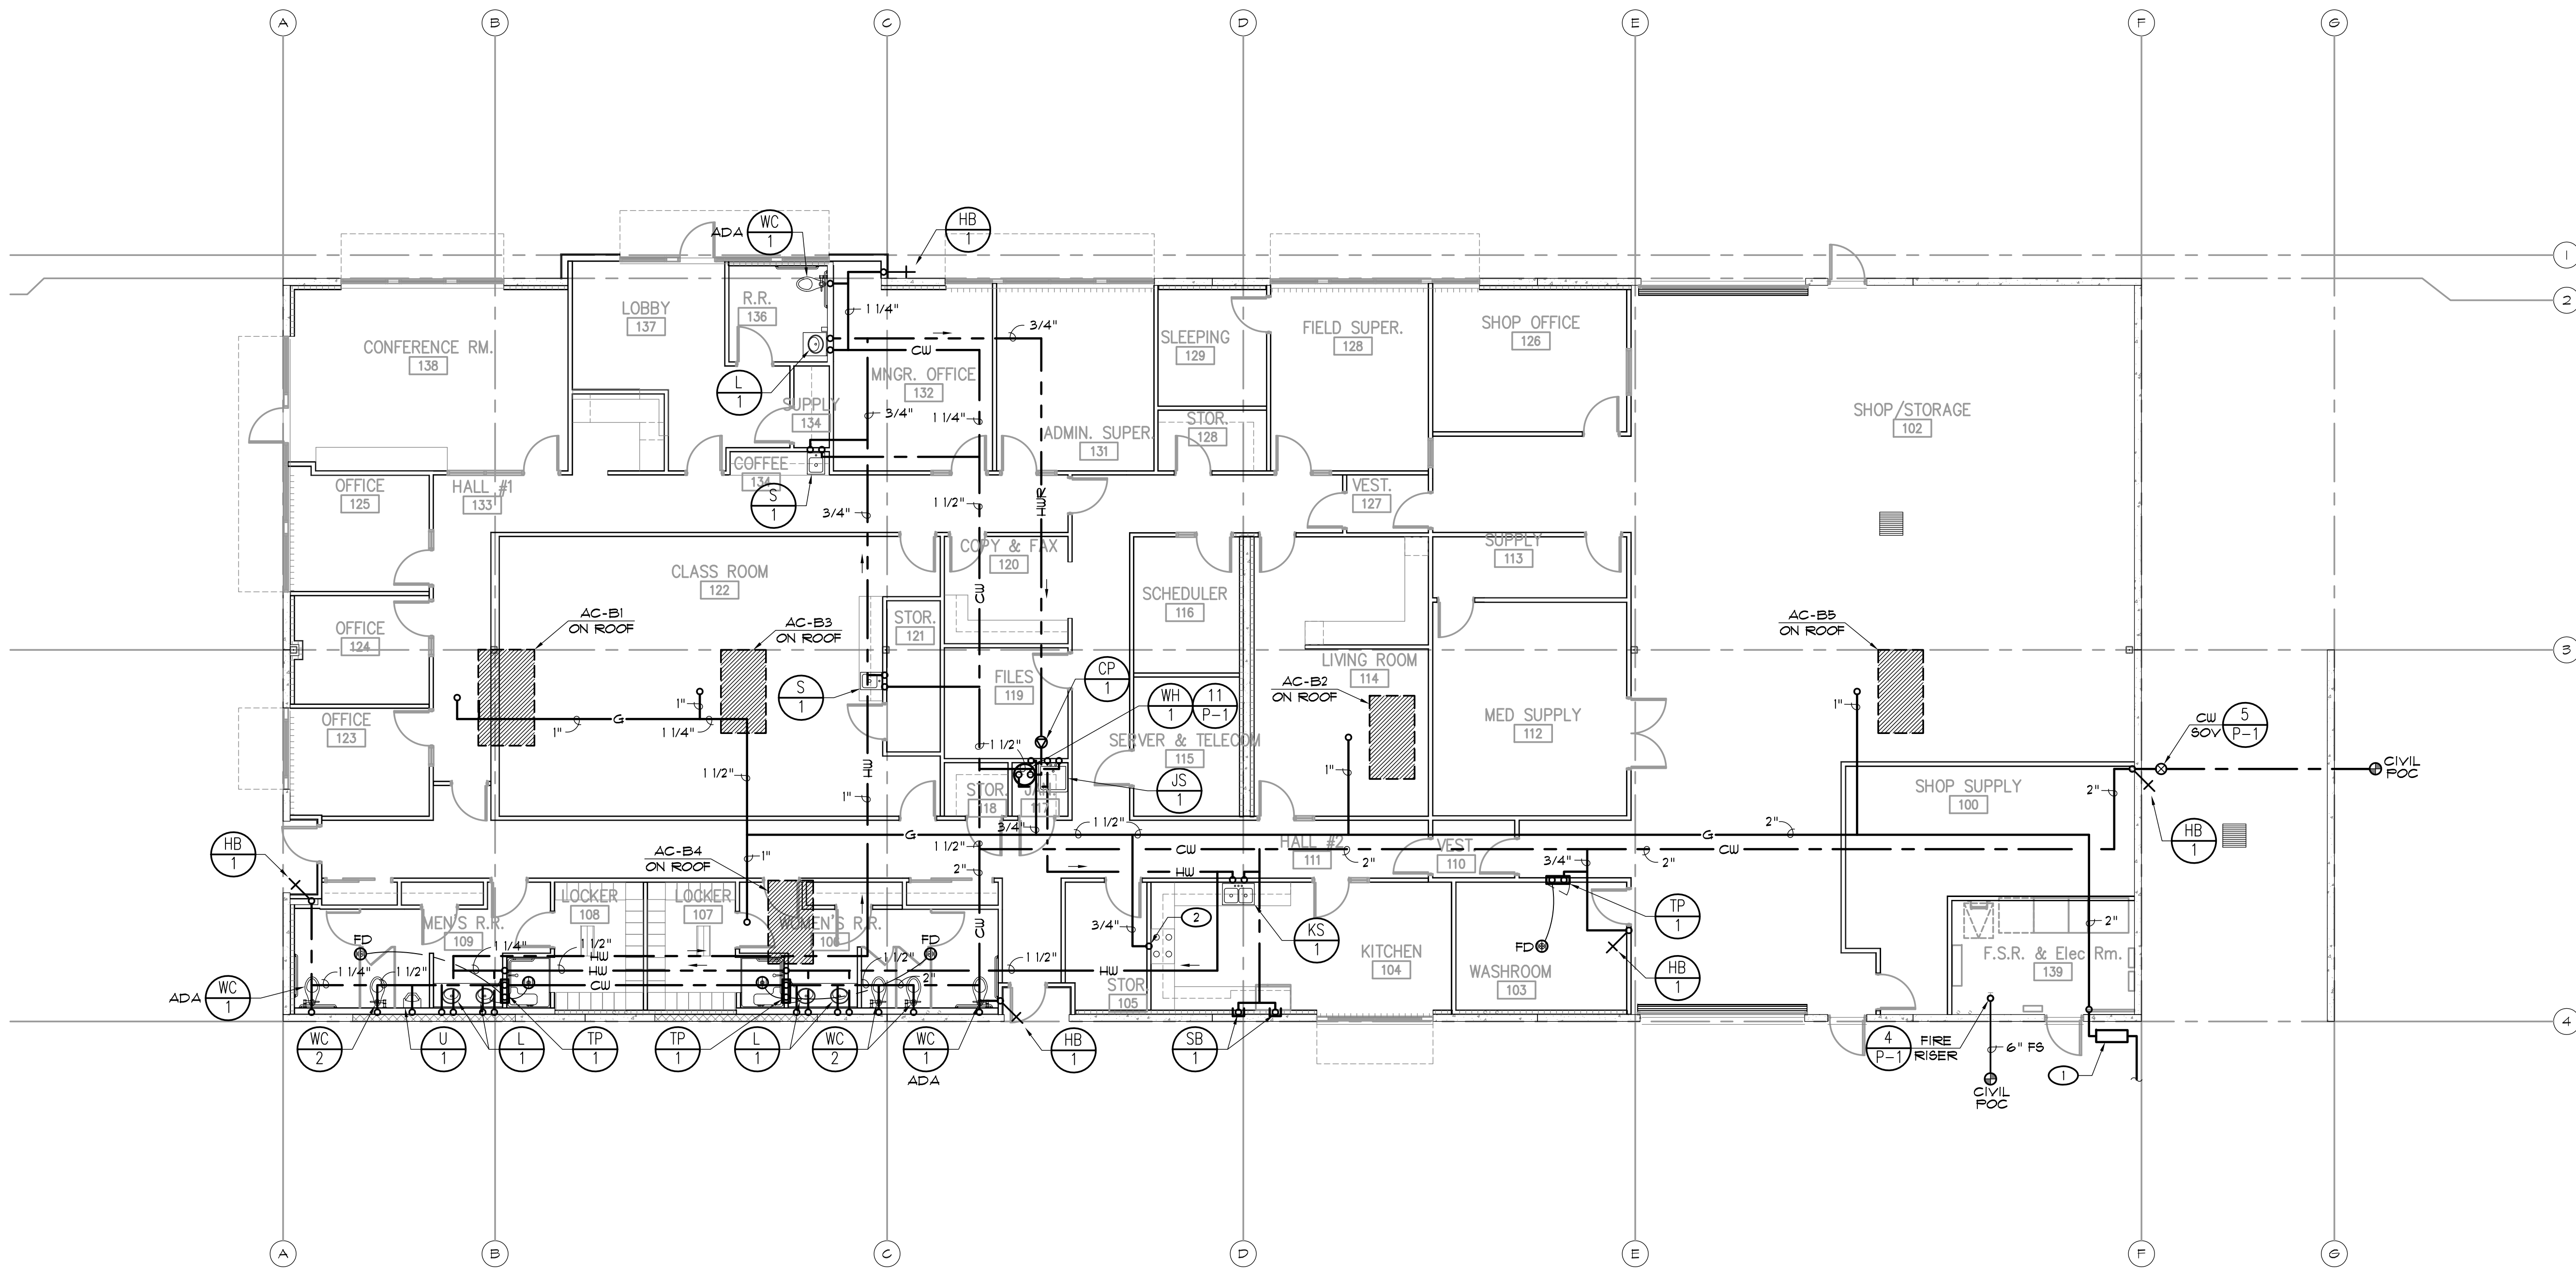 A
B
C
D
E
F
G
WC
1
ADA
HB
1
1
2
LOBBY
137
R.R.
136
1 1/4"
3/4"
CW
CONFERENCE RM.
138
SLEEPING
129
FIELD SUPER.
128
SHOP OFFICE
126
MNGR. OFFICE
132
L
1
SUPPLY
134
3/4"
1 1/4"
ADMIN. SUPER.
131
STOR.
128
SHOP/STORAGE
102
COFFEE
134
OFFICE
125
HALL #1
133
S
1
3/4"
1 1/2"
HWR
VEST.
127
COPY & FAX
120
SUPPLY
113
CLASS ROOM
122
CW
SCHEDULER
116
AC-B1
ON ROOF
AC-B3
ON ROOF
STOR.
121
AC-B5
ON ROOF
OFFICE
124
3
LIVING ROOM
114
FILES
119
CP
1
S
1
AC-B2
ON ROOF
WH
1
11
P-1
MED SUPPLY
112
OFFICE
123
1"
G
1"
1 1/4"
1"
CW
SOV
5
P-1
SERVER & TELECOM
115
1 1/2"
1 1/2"
HW
1"
1"
CIVIL
POC
JS
1
STOR.
118
JAN.
117
SHOP SUPPLY
100
2"
3/4"
1 1/2"
G
G
2"
HB
1
HB
1
AC-B4
ON ROOF
1"
1 1/2"
CW
HALL #2
111
2"
VEST
110
3/4"
2"
CW
2"
HW
LOCKER
108
LOCKER
107
MEN'S R.R.
109
WOMEN'S R.R.
106
CW
3/4"
2
KS
1
TP
1
2"
FD
1 1/4"
1 1/2"
HW
FD
FD
KITCHEN
104
WASHROOM
103
HB
1
F.S.R. & Elec Rm.
139
ADA
WC
1
1 1/4"
1 1/2"
HW
CW
1 1/2"
2"
1 1/2"
HW
STOR
105
4
WC
2
U
1
L
1
TP
1
TP
1
L
1
WC
2
WC
1
ADA
HB
1
SB
1
4
P-1
FIRE
RISER
6" FS
1
CIVIL
POC
A
B
C
D
E
F
G